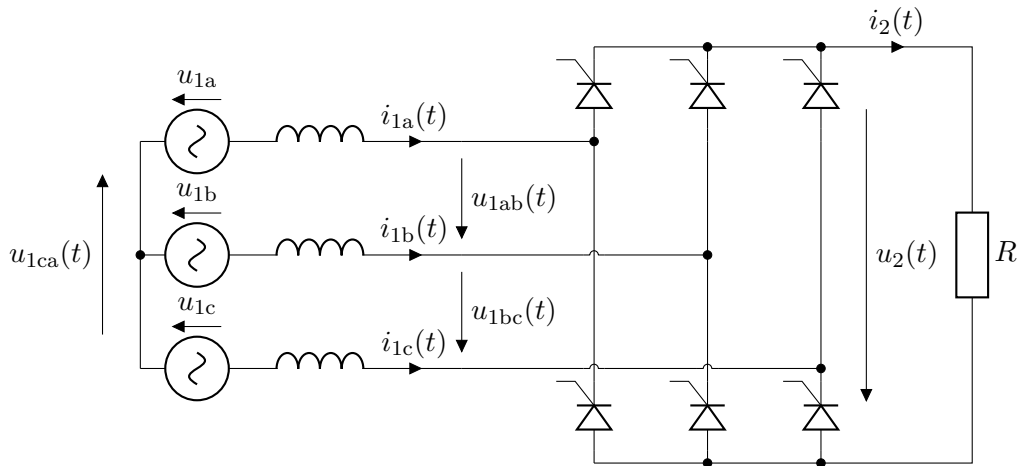 i₂(t)
u₁ₐ
i₁ₐ(t)
u₁ₐb(t)
u₁b
i₁b(t)
u₁cₐ(t)
u₂(t)
R
u₁c
u₁bc(t)
i₁c(t)